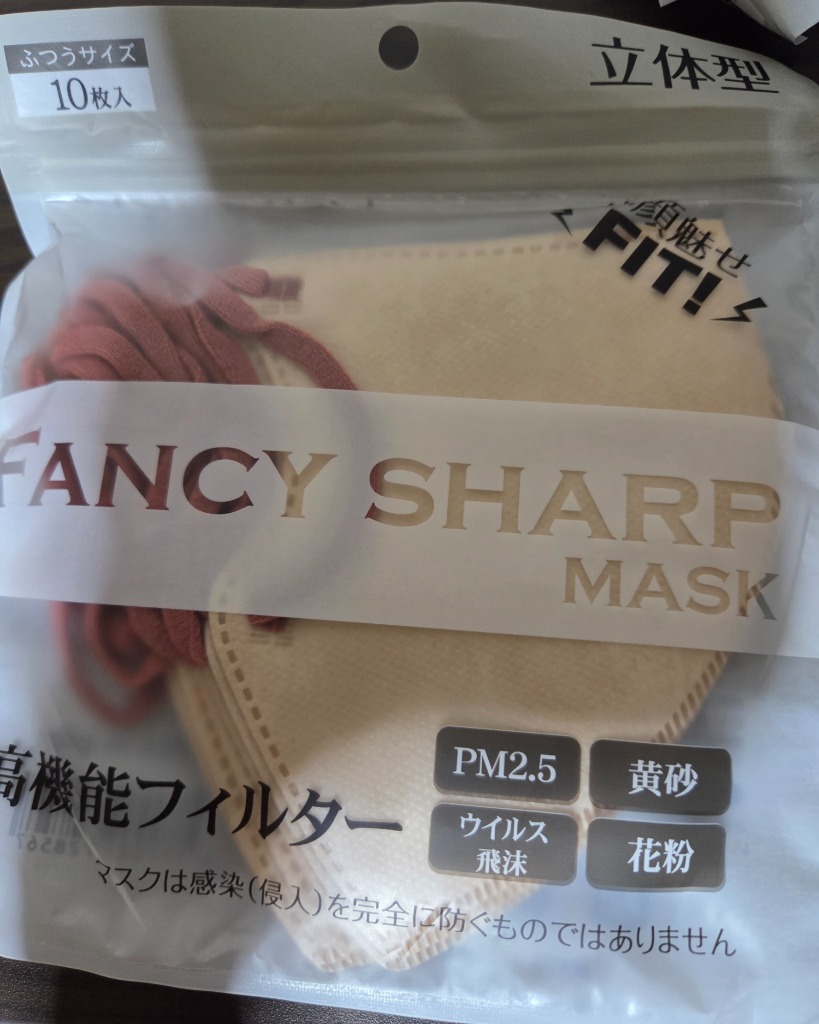 ふつうサイズ
10枚入
立体型
顔魅せ
FIT!
FANCY SHARP
MASK
高機能フィルター
PM2.5
黄砂
ウイルス
飛沫
花粉
マスクは感染(侵入)を完全に防ぐものではありません